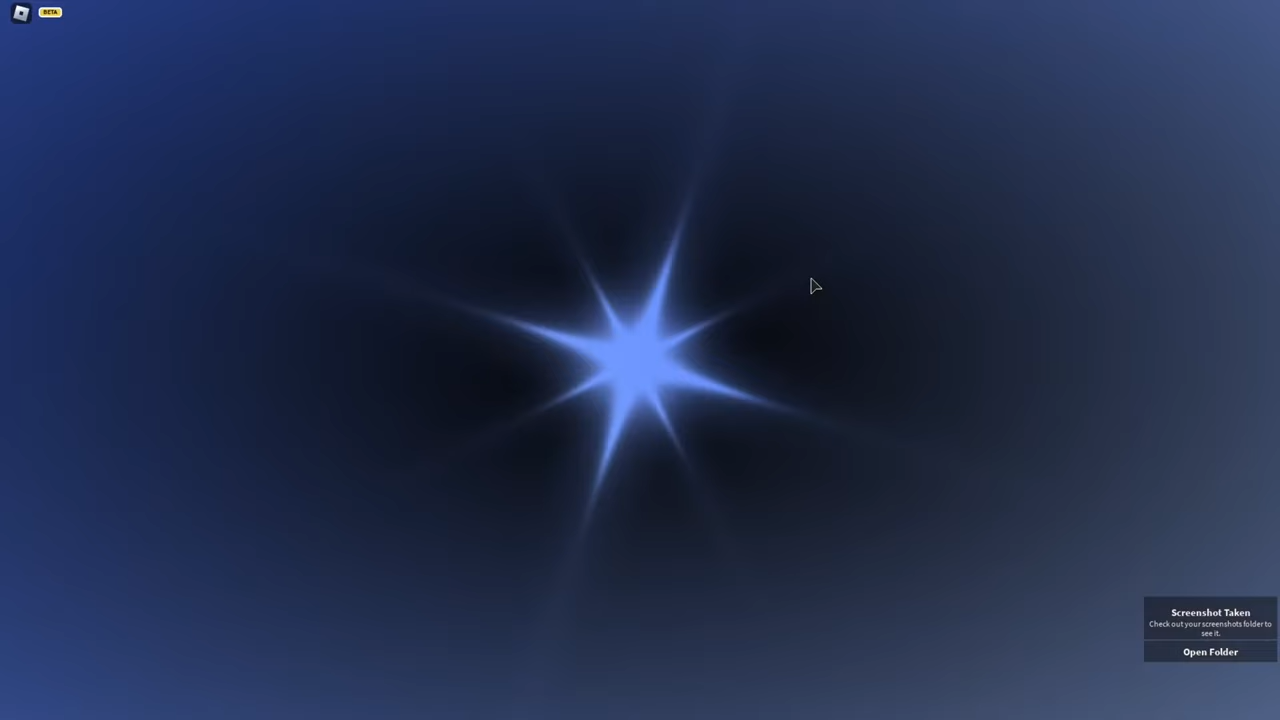 BETA
Screenshot Taken
Check out your screenshots folder to
see it.
Open Folder